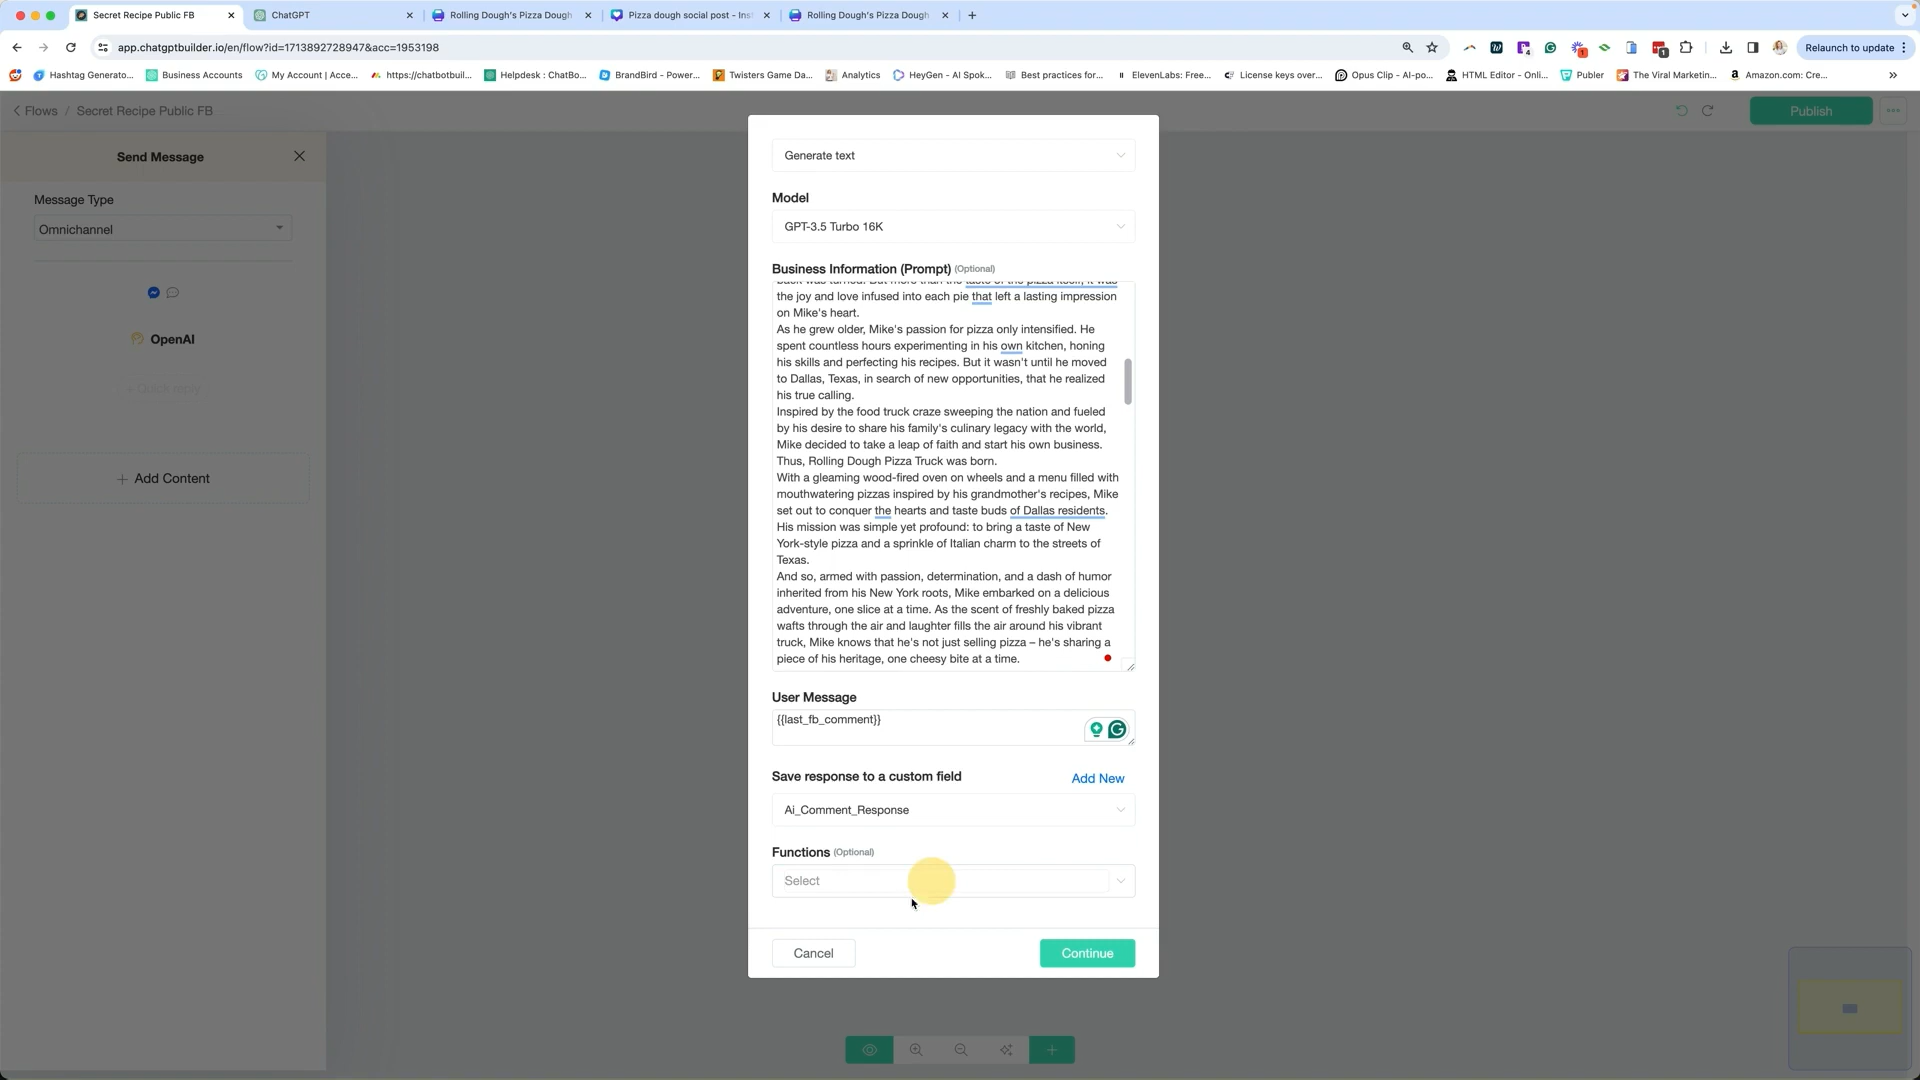 Secret Recipe Public FB
ChatGPT
Rolling Dough's Pizza Dough
Pizza dough social post - Ins
Rolling Dough's Pizza Dough
app.chatgptbuilder.io/en/flow?id=1713892728947&acc=1953198
Relaunch to update
Hashtag Generato...
Business Accounts
My Account | Acce...
https://chatbotbuil...
Helpdesk : ChatBo...
BrandBird - Power...
Twisters Game Da...
Analytics
HeyGen - AI Spok...
Best practices for...
ElevenLabs: Free...
License keys over...
Opus Clip - AI-po...
HTML Editor - Onli...
Publer
The Viral Marketin...
Amazon.com: Cre...
Flows / Secret Recipe Public FB
Publish
Send Message
Message Type
Omnichannel
OpenAI
+ Quick reply
+ Add Content
Generate text
Model
GPT-3.5 Turbo 16K
Business Information (Prompt) (Optional)
back was turned. But more than the taste of the pizza itself, it was
the joy and love infused into each pie that left a lasting impression
on Mike's heart.
As he grew older, Mike's passion for pizza only intensified. He
spent countless hours experimenting in his own kitchen, honing
his skills and perfecting his recipes. But it wasn't until he moved
to Dallas, Texas, in search of new opportunities, that he realized
his true calling.
Inspired by the food truck craze sweeping the nation and fueled
by his desire to share his family's culinary legacy with the world,
Mike decided to take a leap of faith and start his own business.
Thus, Rolling Dough Pizza Truck was born.
With a gleaming wood-fired oven on wheels and a menu filled with
mouthwatering pizzas inspired by his grandmother's recipes, Mike
set out to conquer the hearts and taste buds of Dallas residents.
His mission was simple yet profound: to bring a taste of New
York-style pizza and a sprinkle of Italian charm to the streets of
Texas.
And so, armed with passion, determination, and a dash of humor
inherited from his New York roots, Mike embarked on a delicious
adventure, one slice at a time. As the scent of freshly baked pizza
wafts through the air and laughter fills the air around his vibrant
truck, Mike knows that he's not just selling pizza – he's sharing a
piece of his heritage, one cheesy bite at a time.
User Message
{{last_fb_comment}}
Save response to a custom field
Add New
Ai_Comment_Response
Functions (Optional)
Select
Cancel
Continue